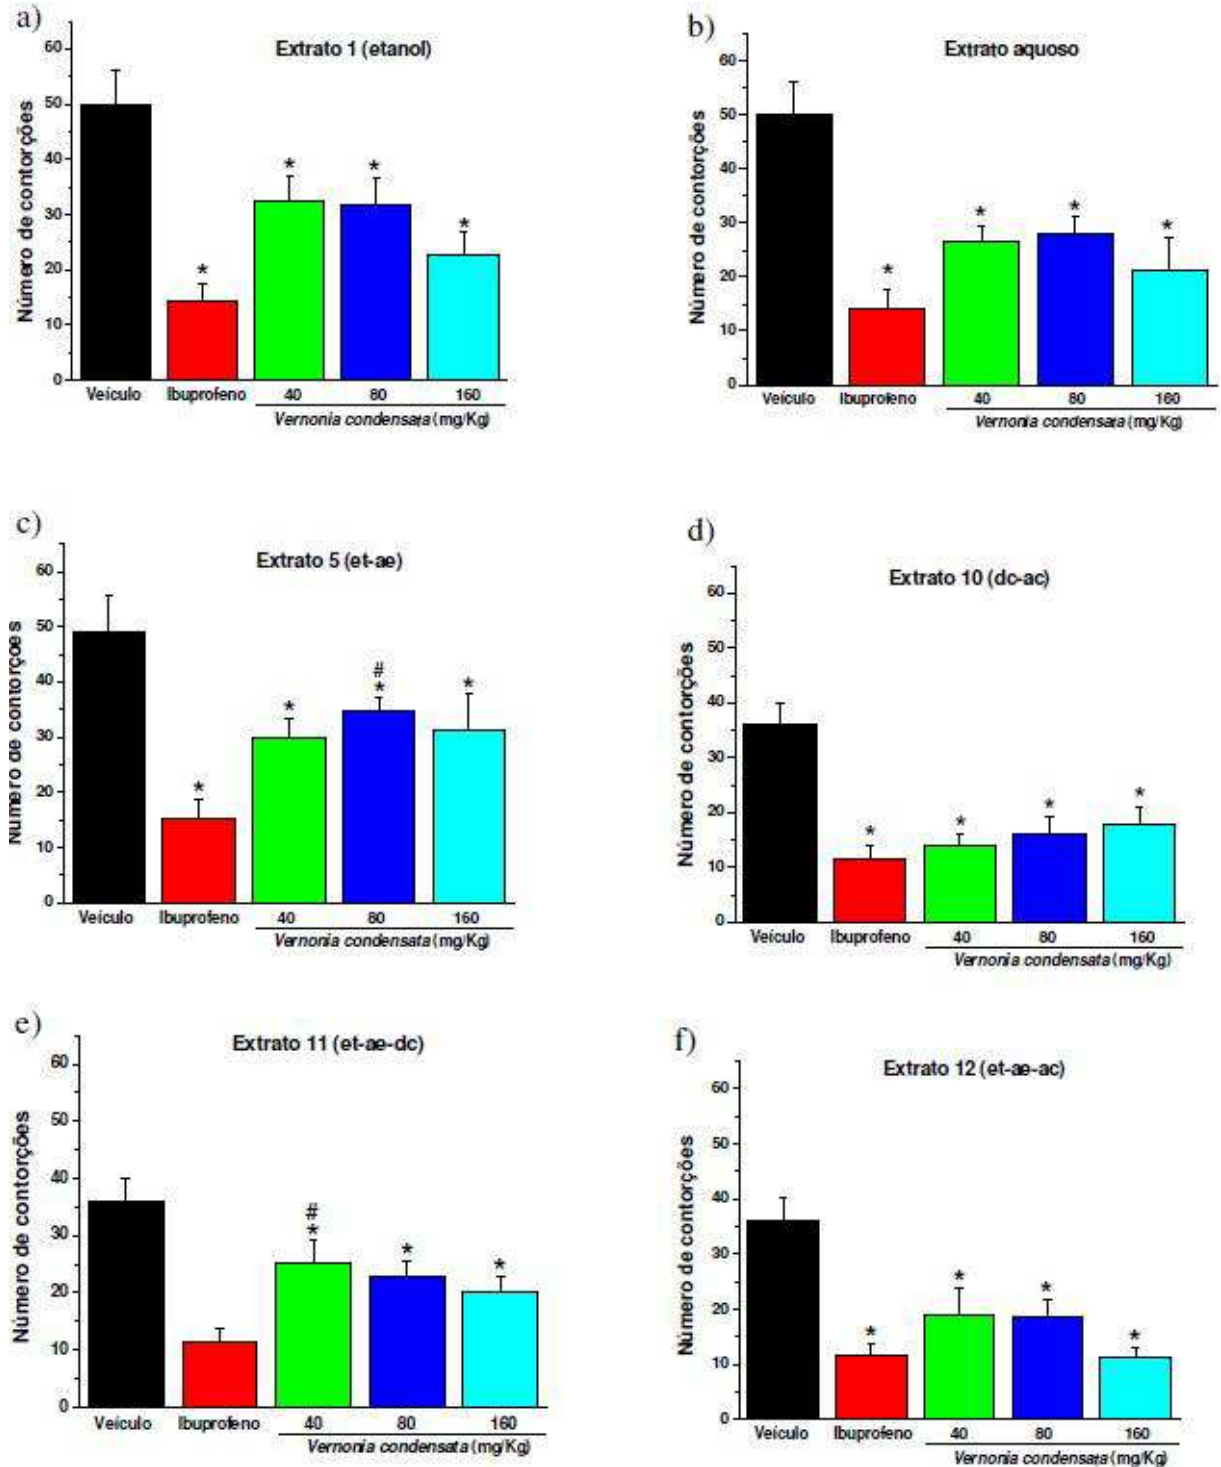 a)
Extrato 1 (etanol)
Número de contorções
60
50
40
30
20
10
0
* * * *
Veículo Ibuprofeno 40 80 160
Vernonia condensata (mg/Kg)
b)
Extrato aquoso
Número de contorções
60
50
40
30
20
10
0
* * * *
Veículo Ibuprofeno 40 80 160
Vernonia condensata (mg/Kg)
c)
Extrato 5 (et-ae)
Número de contorções
60
50
40
30
20
10
0
#
* * * *
Veículo Ibuprofeno 40 80 160
Vernonia condensata (mg/Kg)
d)
Extrato 10 (dc-ac)
Número de contorções
60
50
40
30
20
10
0
* * * *
Veículo Ibuprofeno 40 80 160
Vernonia condensata (mg/Kg)
e)
Extrato 11 (et-ae-dc)
Número de contorções
60
50
40
30
20
10
0
#
* * *
Veículo Ibuprofeno 40 80 160
Vernonia condensata (mg/Kg)
f)
Extrato 12 (et-ae-ac)
Número de contorções
60
50
40
30
20
10
0
* * * *
Veículo Ibuprofeno 40 80 160
Vernonia condensata (mg/Kg)